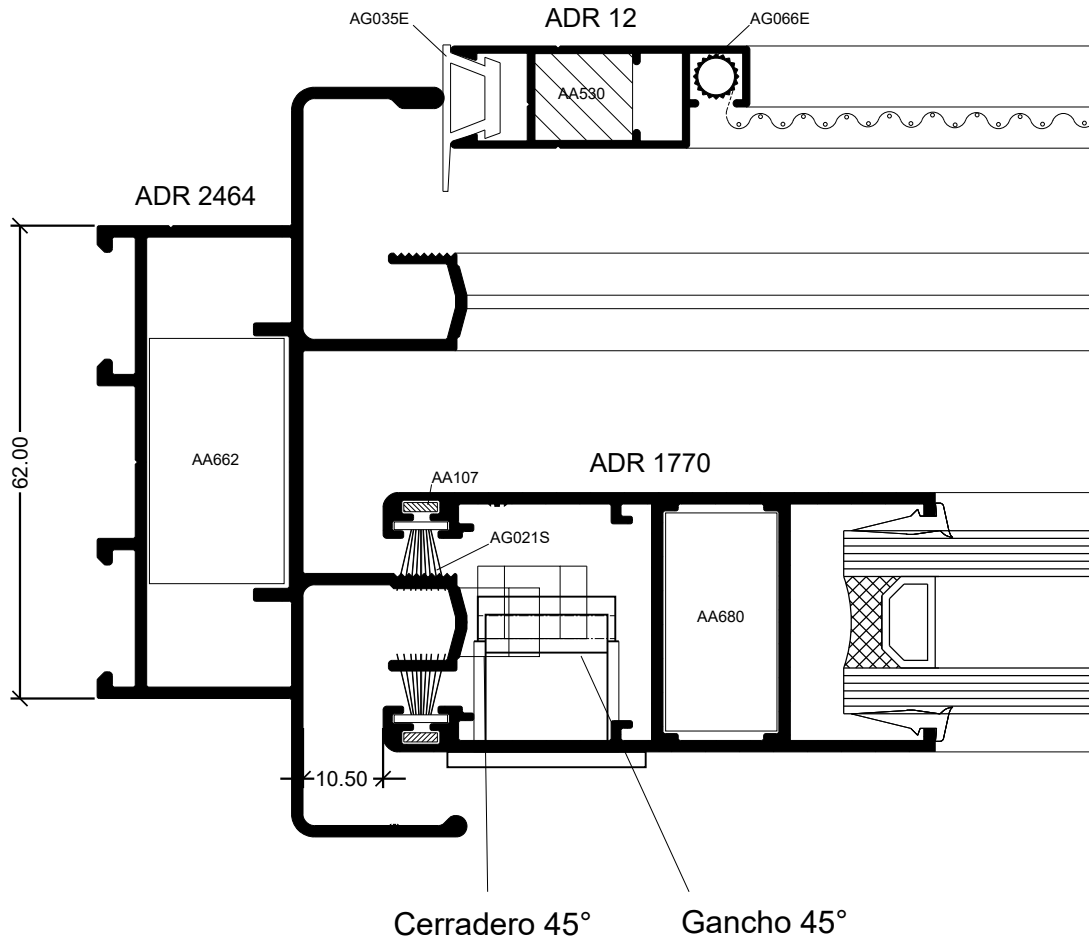 AG035E
ADR 12
AG066E
AA530
ADR 2464
62.00
AA662
ADR 1770
AA107
AG021S
AA680
10.50
Cerradero 45°
Gancho 45°